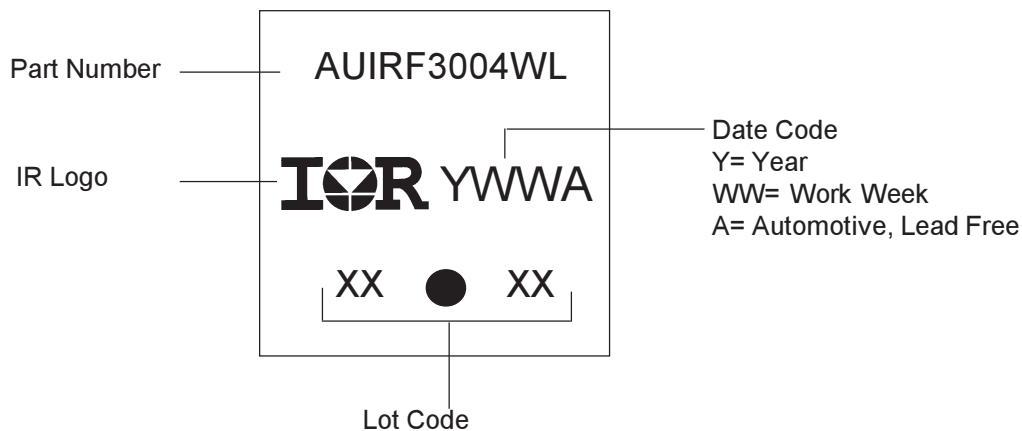 Part Number
AUIRF3004WL
IR Logo
IOR YWWA
Date Code
Y= Year
WW= Work Week
A= Automotive, Lead Free
XX ● XX
Lot Code